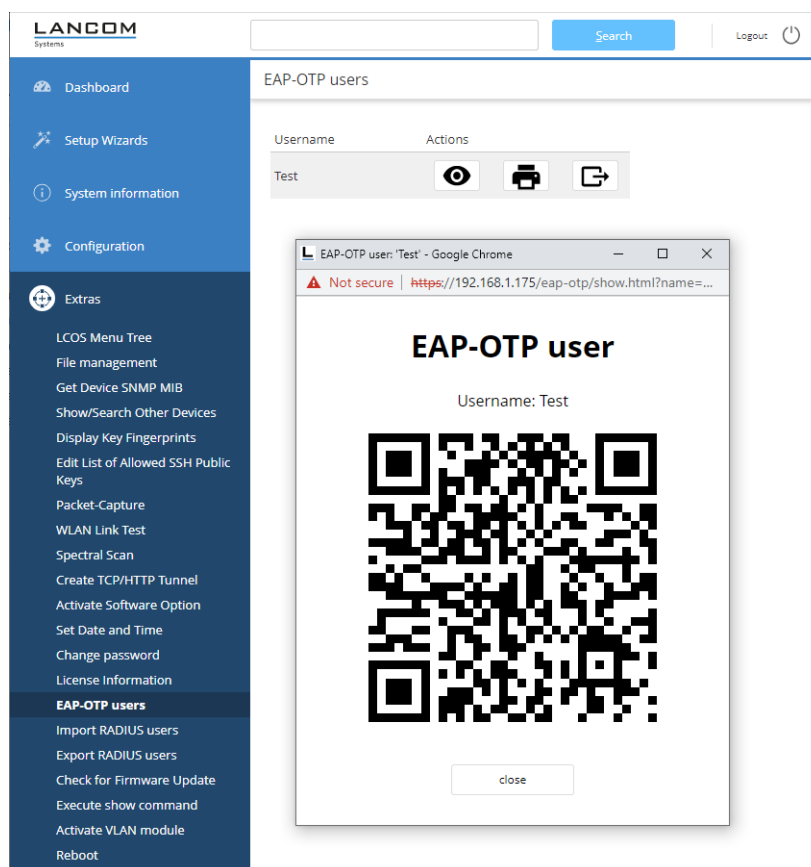 LANCOM
Systems
Search
Logout
Dashboard
Setup Wizards
System information
Configuration
Extras
LCOS Menu Tree
File management
Get Device SNMP MIB
Show/Search Other Devices
Display Key Fingerprints
Edit List of Allowed SSH Public
Keys
Packet-Capture
WLAN Link Test
Spectral Scan
Create TCP/HTTP Tunnel
Activate Software Option
Set Date and Time
Change password
License Information
EAP-OTP users
Import RADIUS users
Export RADIUS users
Check for Firmware Update
Execute show command
Activate VLAN module
Reboot
EAP-OTP users
Username Actions
Test
EAP-OTP user: 'Test' - Google Chrome
Not secure | https://192.168.1.175/eap-otp/show.html?name=...
EAP-OTP user
Username: Test
close